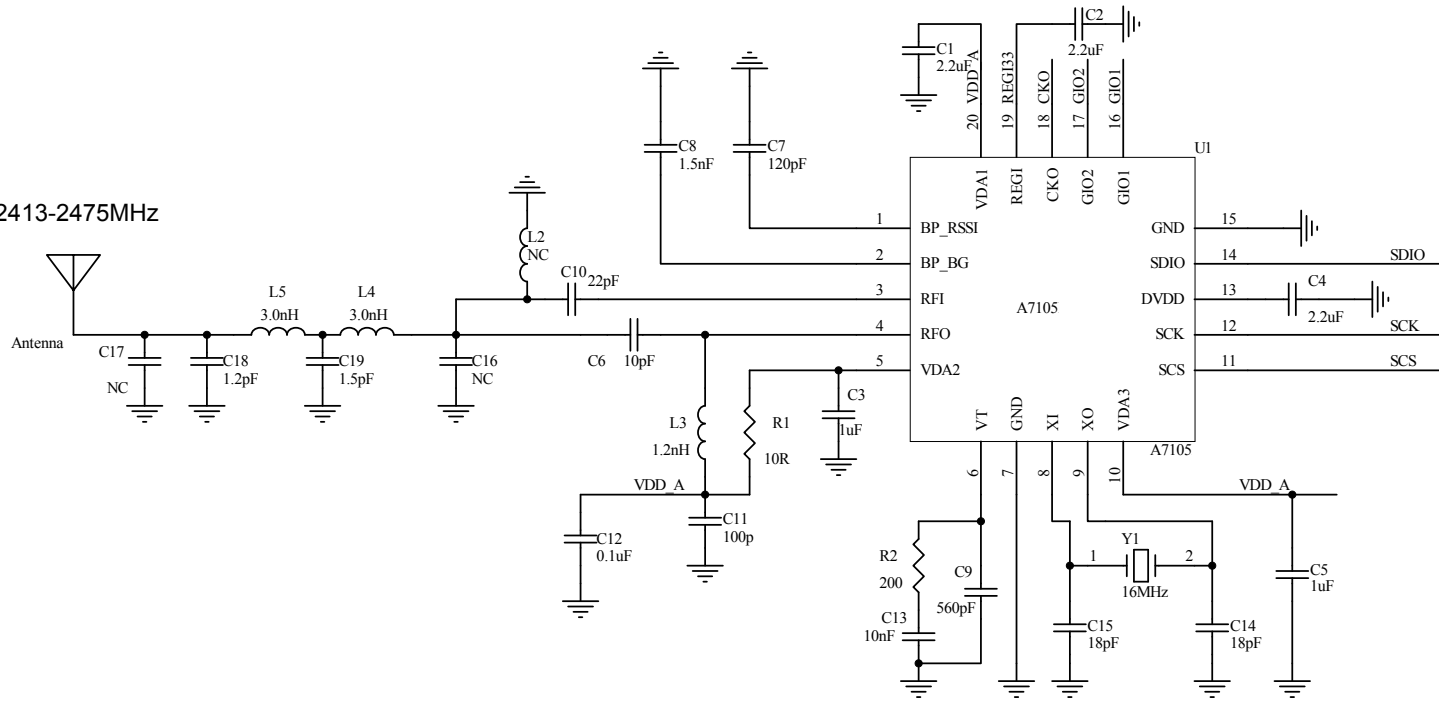 C2
2.2uF
C1
2.2uF
20 VDD_A
19 REGI33
18 CKO
17 GIO2
16 GIO1
C8
1.5nF
C7
120pF
U1
VDA1
REGI
CKO
GIO2
GIO1
2413-2475MHz
1
BP_RSSI
GND
15
L2
NC
2
BP_BG
SDIO
14
SDIO
C10
22pF
3
RFI
A7105
DVDD
13
C4
2.2uF
L5
3.0nH
L4
3.0nH
4
RFO
SCK
12
SCK
Antenna
C17
NC
C18
1.2pF
C19
1.5pF
C16
NC
C6
10pF
5
VDA2
SCS
11
SCS
C3
1uF
L3
1.2nH
R1
10R
VT
GND
XI
XO
VDA3
A7105
6
7
8
9
10
VDD_A
VDD_A
C11
100p
C12
0.1uF
R2
200
C9
560pF
Y1
1
2
16MHz
C5
1uF
C13
10nF
C15
18pF
C14
18pF